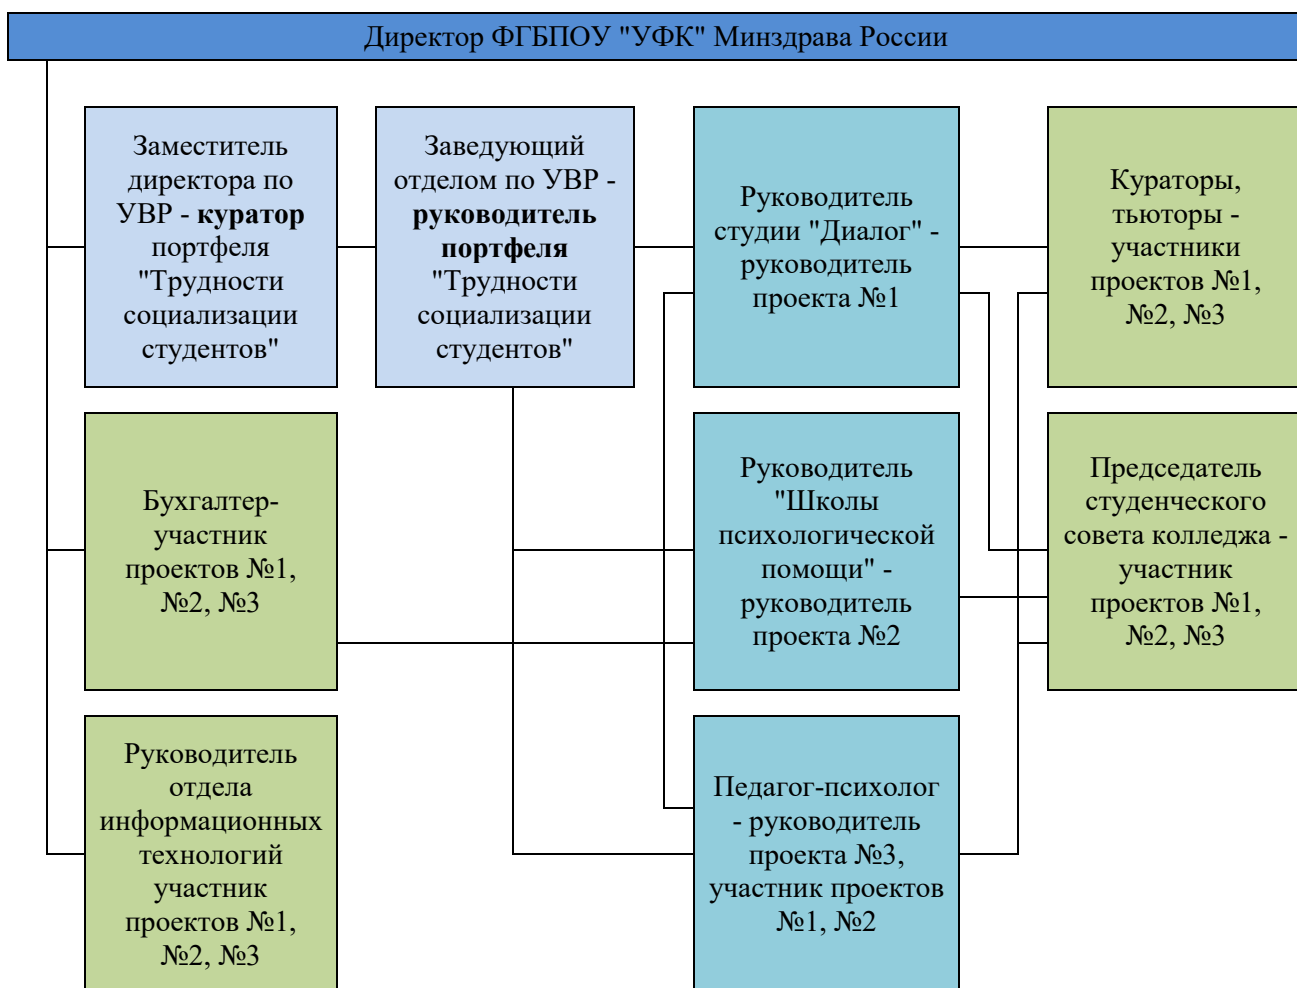 Директор ФГБПОУ "УФК" Минздрава России
Заместитель
директора по
УВР - куратор
портфеля
"Трудности
социализации
студентов"
Заведующий
отделом по УВР -
руководитель
портфеля
"Трудности
социализации
студентов"
Руководитель
студии "Диалог" -
руководитель
проекта №1
Кураторы,
тьюторы -
участники
проектов №1,
№2, №3
Бухгалтер-
участник
проектов №1,
№2, №3
Руководитель
"Школы
психологической
помощи" -
руководитель
проекта №2
Председатель
студенческого
совета колледжа -
участник
проектов №1,
№2, №3
Руководитель
отдела
информационных
технологий
участник
проектов №1,
№2, №3
Педагог-психолог
- руководитель
проекта №3,
участник проектов
№1, №2